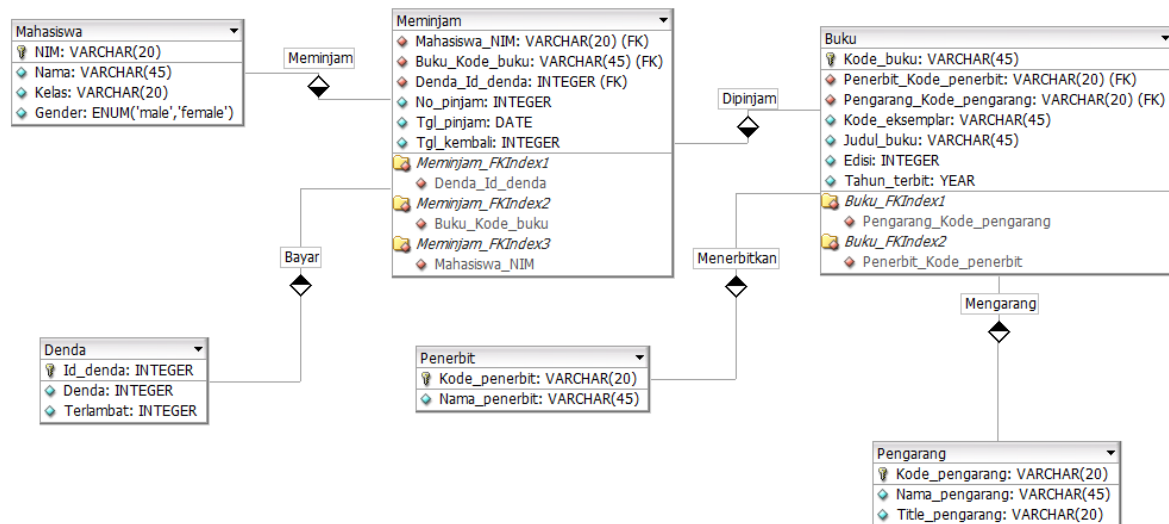 Mahasiswa
NIM: VARCHAR(20)
Nama: VARCHAR(45)
Kelas: VARCHAR(20)
Gender: ENUM('male','female')
Meminjam
Meminjam
Mahasiswa_NIM: VARCHAR(20) (FK)
Buku_Kode_buku: VARCHAR(45) (FK)
Denda_Id_denda: INTEGER (FK)
No_pinjam: INTEGER
Tgl_pinjam: DATE
Tgl_kembali: INTEGER
Meminjam_FKIndex1
Denda_Id_denda
Meminjam_FKIndex2
Buku_Kode_buku
Meminjam_FKIndex3
Mahasiswa_NIM
Dipinjam
Buku
Kode_buku: VARCHAR(45)
Penerbit_Kode_penerbit: VARCHAR(20) (FK)
Pengarang_Kode_pengarang: VARCHAR(20) (FK)
Kode_eksemplar: VARCHAR(45)
Judul_buku: VARCHAR(45)
Edisi: INTEGER
Tahun_terbit: YEAR
Buku_FKIndex1
Pengarang_Kode_pengarang
Buku_FKIndex2
Penerbit_Kode_penerbit
Bayar
Menerbitkan
Mengarang
Denda
Id_denda: INTEGER
Denda: INTEGER
Terlambat: INTEGER
Penerbit
Kode_penerbit: VARCHAR(20)
Nama_penerbit: VARCHAR(45)
Pengarang
Kode_pengarang: VARCHAR(20)
Nama_pengarang: VARCHAR(45)
Title_pengarang: VARCHAR(20)